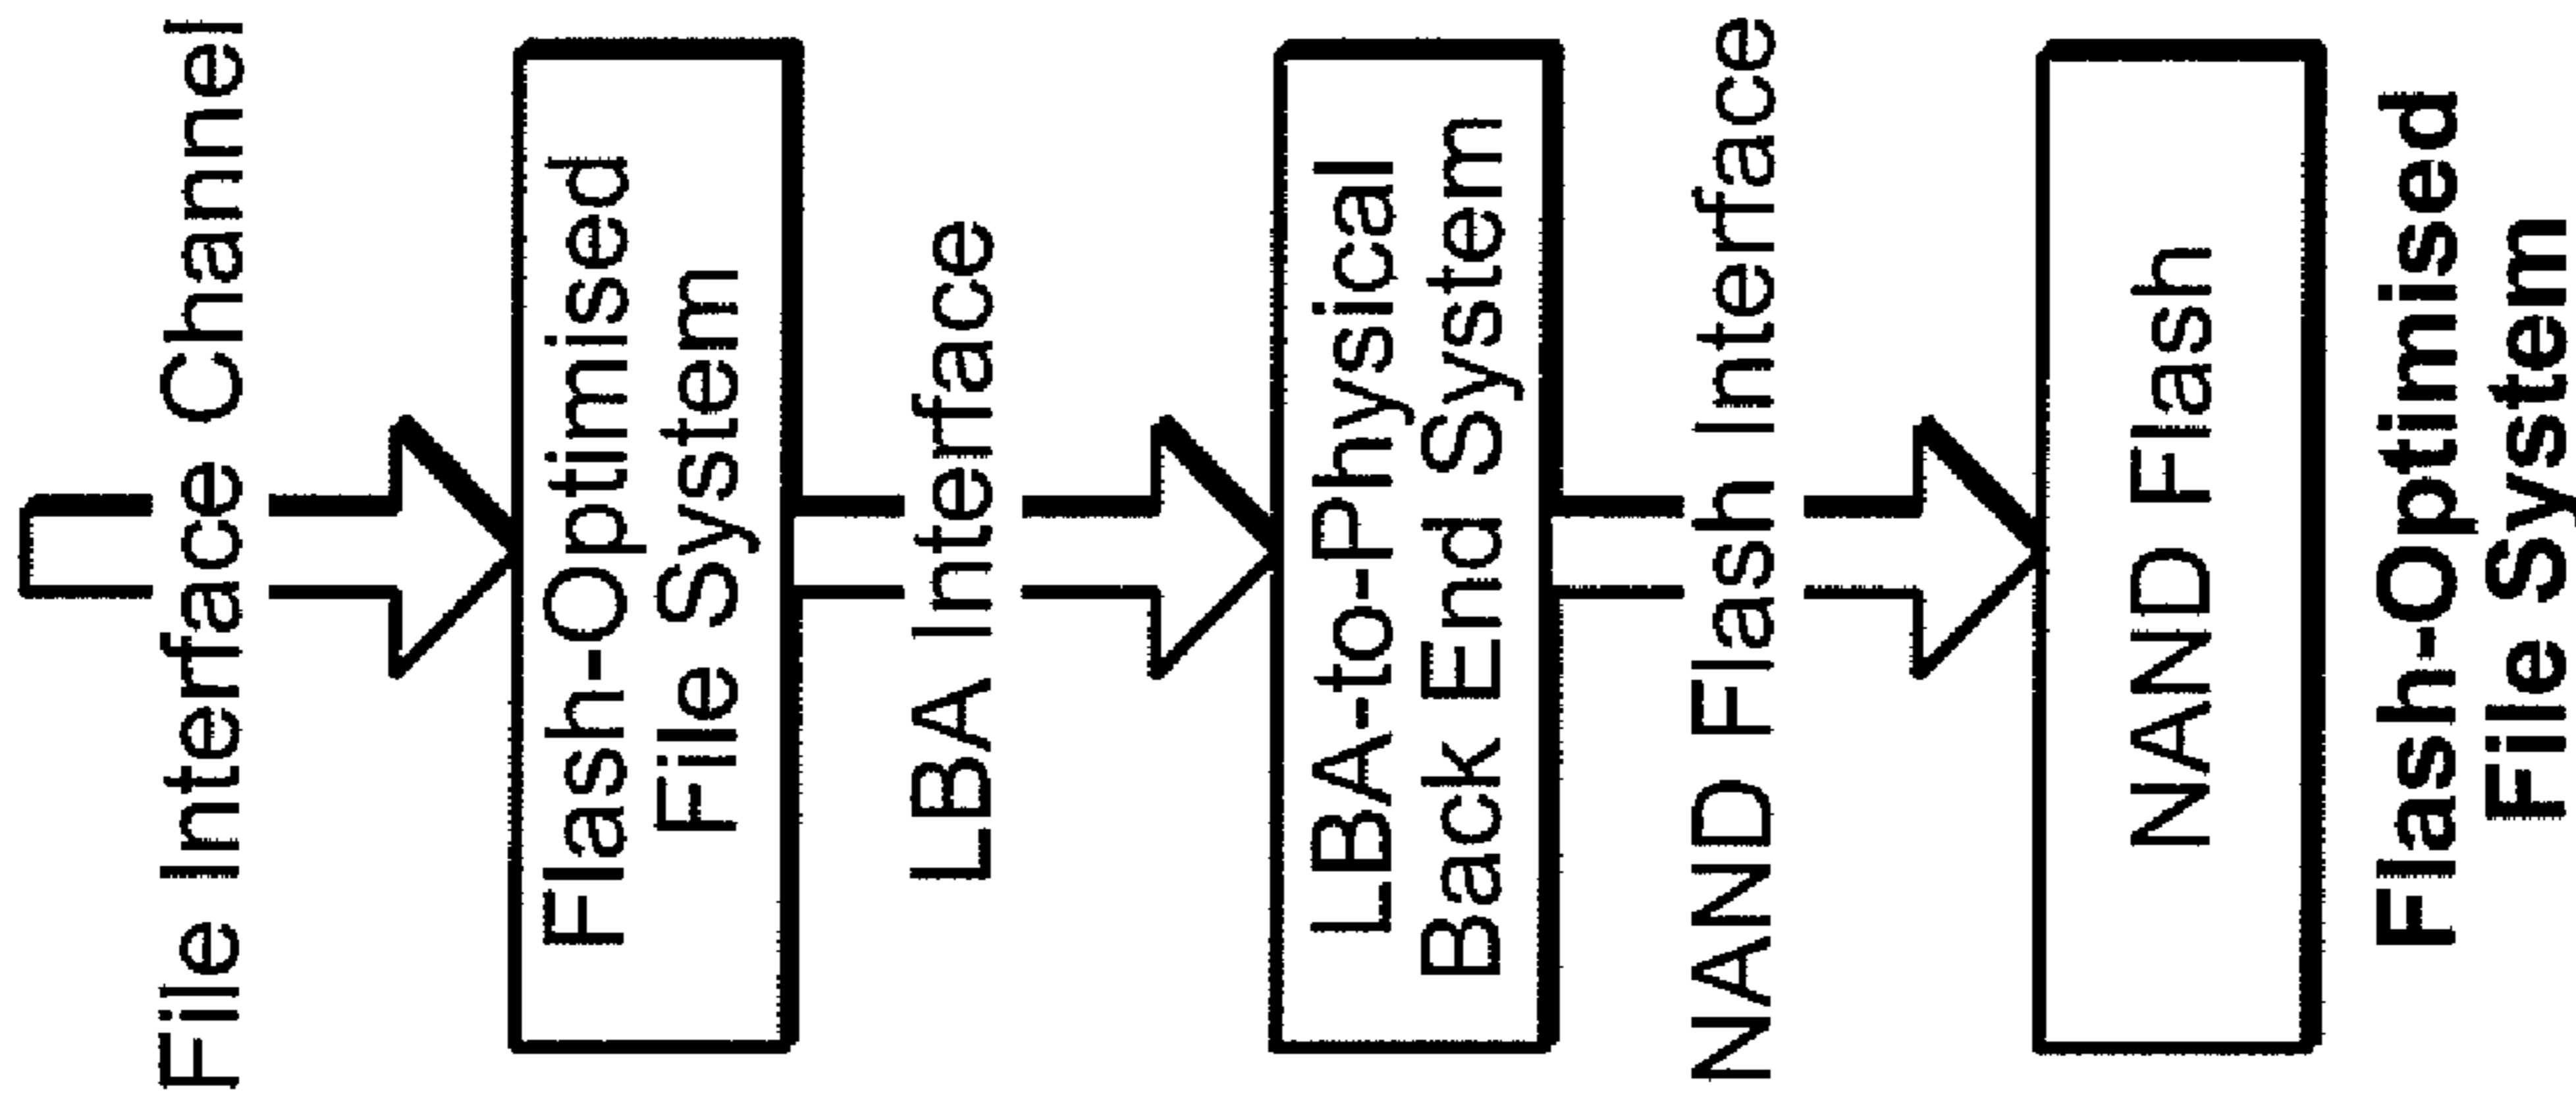 File Interface Channel
Flash-Optimised
File System
LBA Interface
LBA-to-Physical
Back End System
NAND Flash Interface
NAND Flash
Flash-Optimised
File System